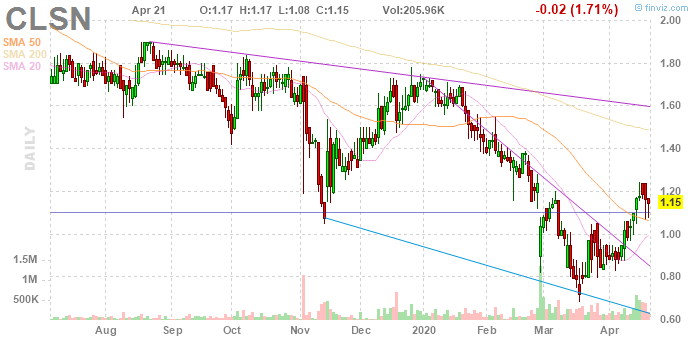 CLSN Apr 21 O:1.17 H:1.17 L:1.08 C:1.15 Vol:205.96K -0.02 (1.71%) © finviz.com
SMA 50
SMA 200
SMA 20
DAILY
2.00
1.80
1.60
1.40
1.20
1.15
1.00
0.80
0.60
1.5M
1M
500K
Aug Sep Oct Nov Dec 2020 Feb Mar Apr